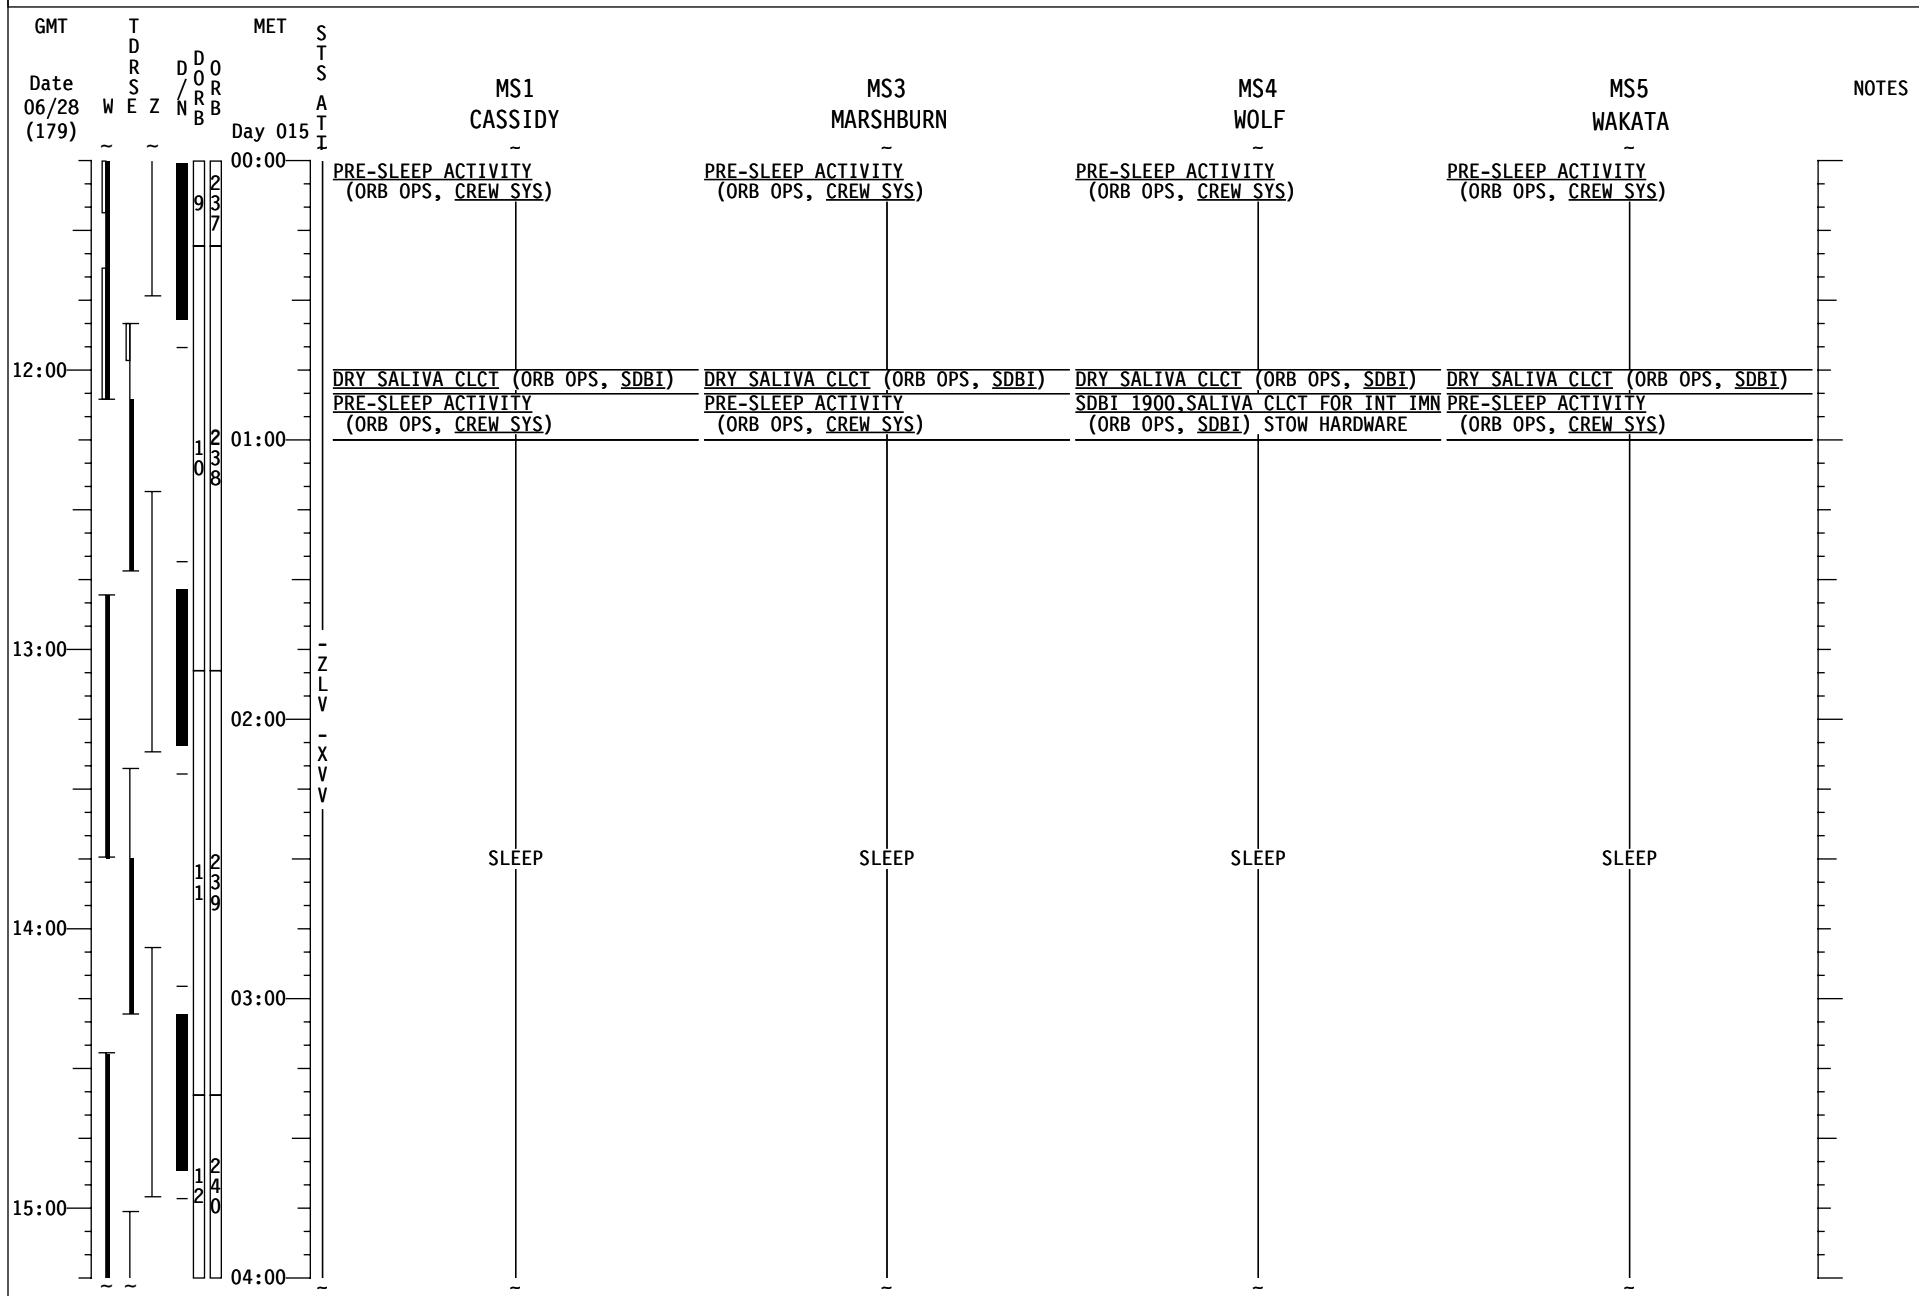 GMT
TDRS
MET
STS ATT
Date
06/28
(179)
W E Z
D/N
DORB
ORB
Day 015
MS1
CASSIDY
MS3
MARSHBURN
MS4
WOLF
MS5
WAKATA
NOTES
~ ~ ~ ~ ~ ~
00:00
PRE-SLEEP ACTIVITY
(ORB OPS, CREW SYS)
PRE-SLEEP ACTIVITY
(ORB OPS, CREW SYS)
PRE-SLEEP ACTIVITY
(ORB OPS, CREW SYS)
PRE-SLEEP ACTIVITY
(ORB OPS, CREW SYS)
9
237
12:00
DRY SALIVA CLCT (ORB OPS, SDBI)
DRY SALIVA CLCT (ORB OPS, SDBI)
DRY SALIVA CLCT (ORB OPS, SDBI)
DRY SALIVA CLCT (ORB OPS, SDBI)
PRE-SLEEP ACTIVITY
(ORB OPS, CREW SYS)
PRE-SLEEP ACTIVITY
(ORB OPS, CREW SYS)
SDBI 1900,SALIVA CLCT FOR INT IMN
(ORB OPS, SDBI) STOW HARDWARE
PRE-SLEEP ACTIVITY
(ORB OPS, CREW SYS)
01:00
10
238
13:00
-ZLV -XVV
02:00
11
239
SLEEP
SLEEP
SLEEP
SLEEP
14:00
03:00
12
240
15:00
04:00
~ ~ ~ ~ ~ ~ ~